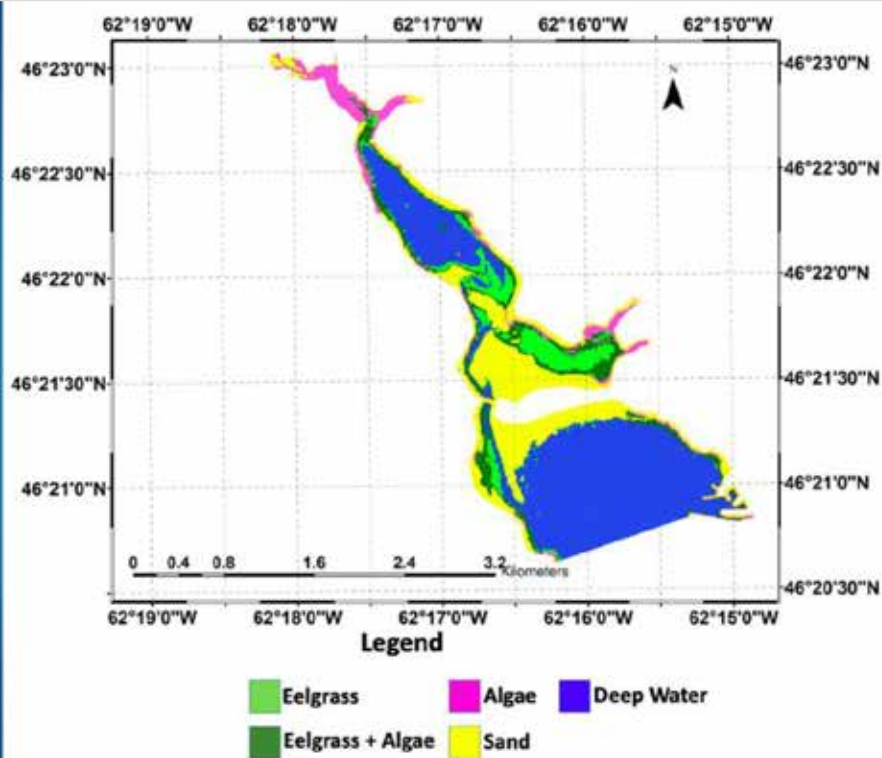 62°19'0"W 62°18'0"W 62°17'0"W 62°16'0"W 62°15'0"W
N
46°23'0"N 46°23'0"N
46°22'30"N 46°22'30"N
46°22'0"N 46°22'0"N
46°21'30"N 46°21'30"N
46°21'0"N 46°21'0"N
0 0.4 0.8 1.6 2.4 3.2
Kilometers
46°20'30"N
62°19'0"W 62°18'0"W 62°17'0"W 62°16'0"W 62°15'0"W
Legend
Eelgrass Algae Deep Water
Eelgrass + Algae Sand